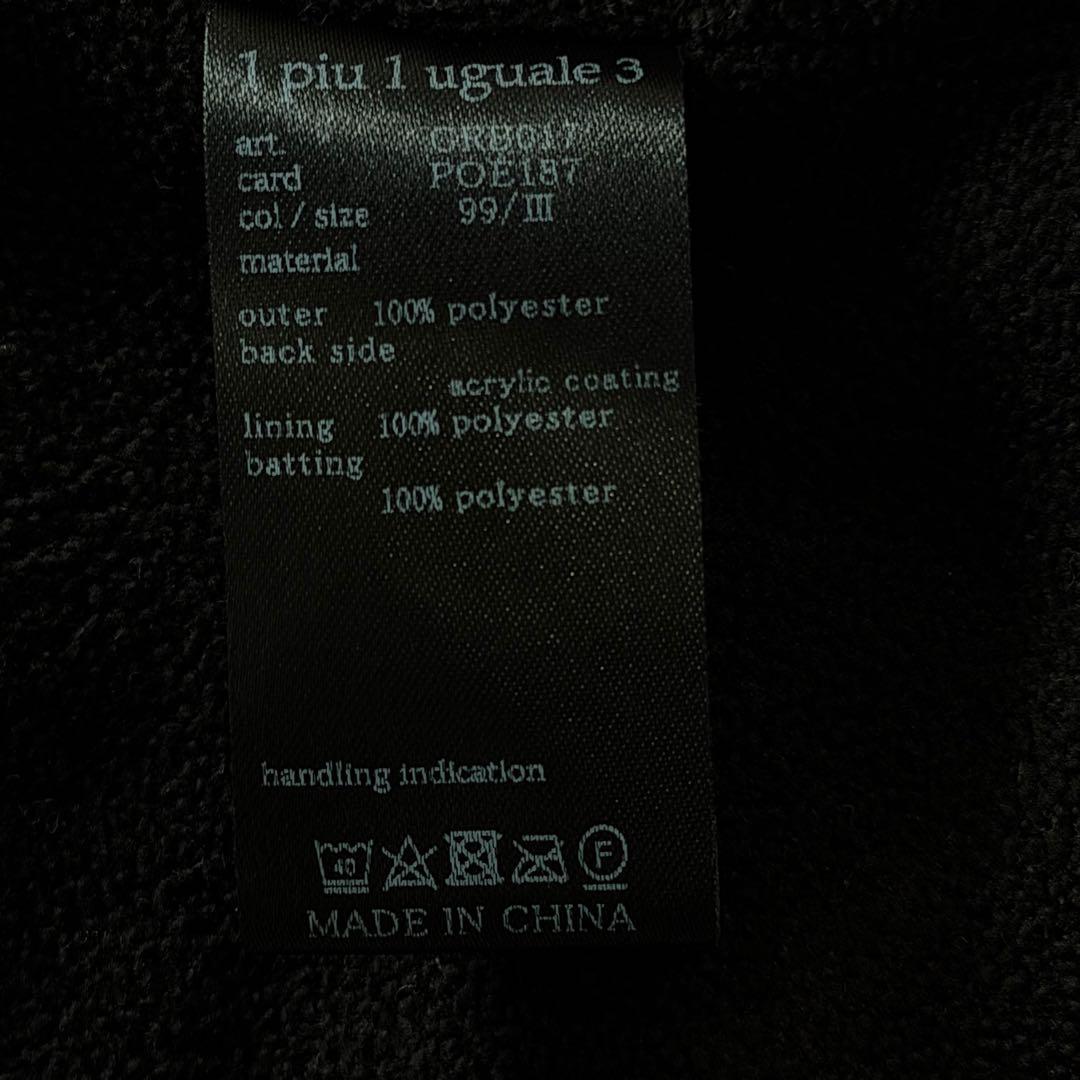 1 piu 1 uguale 3
art. GRB017
card POE187
col / size 99/III
material
outer 100% polyester
back side
acrylic coating
lining 100% polyester
batting
100% polyester
handling indication
40
F
MADE IN CHINA